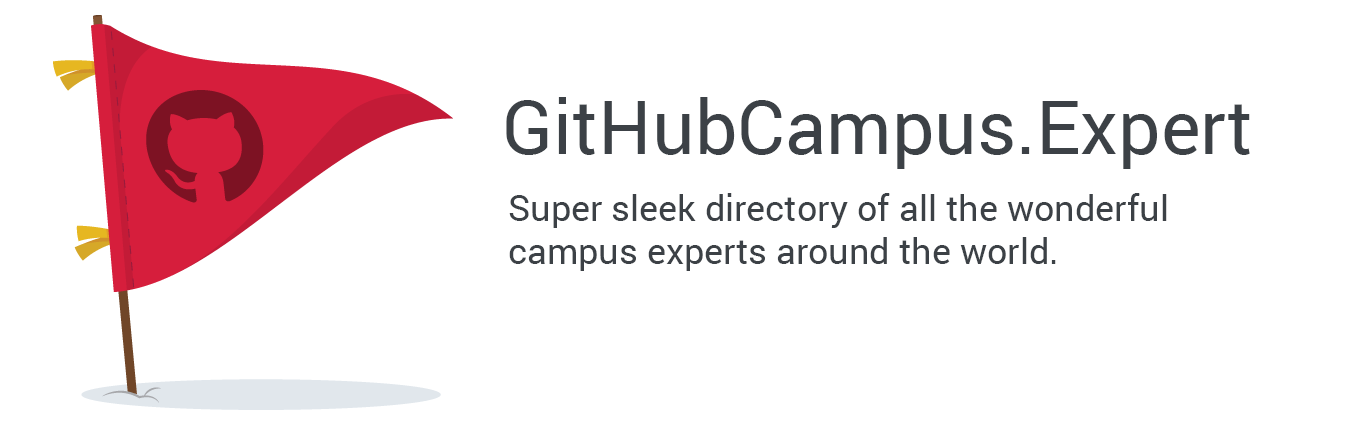 GitHubCampus.Expert
Super sleek directory of all the wonderful
campus experts around the world.